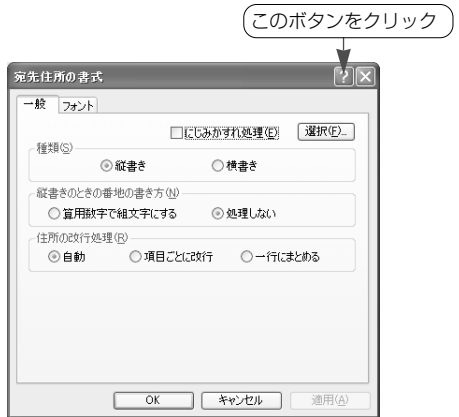 このボタンをクリック
宛先住所の書式
?
一般 フォント
にじみかすれ処理(E) 選択(F)...
種類(S)
縦書き 横書き
縦書きのときの番地の書き方(N)
算用数字で組文字にする 処理しない
住所の改行処理(R)
自動 項目ごとに改行 一行にまとめる
OK キャンセル 適用(A)